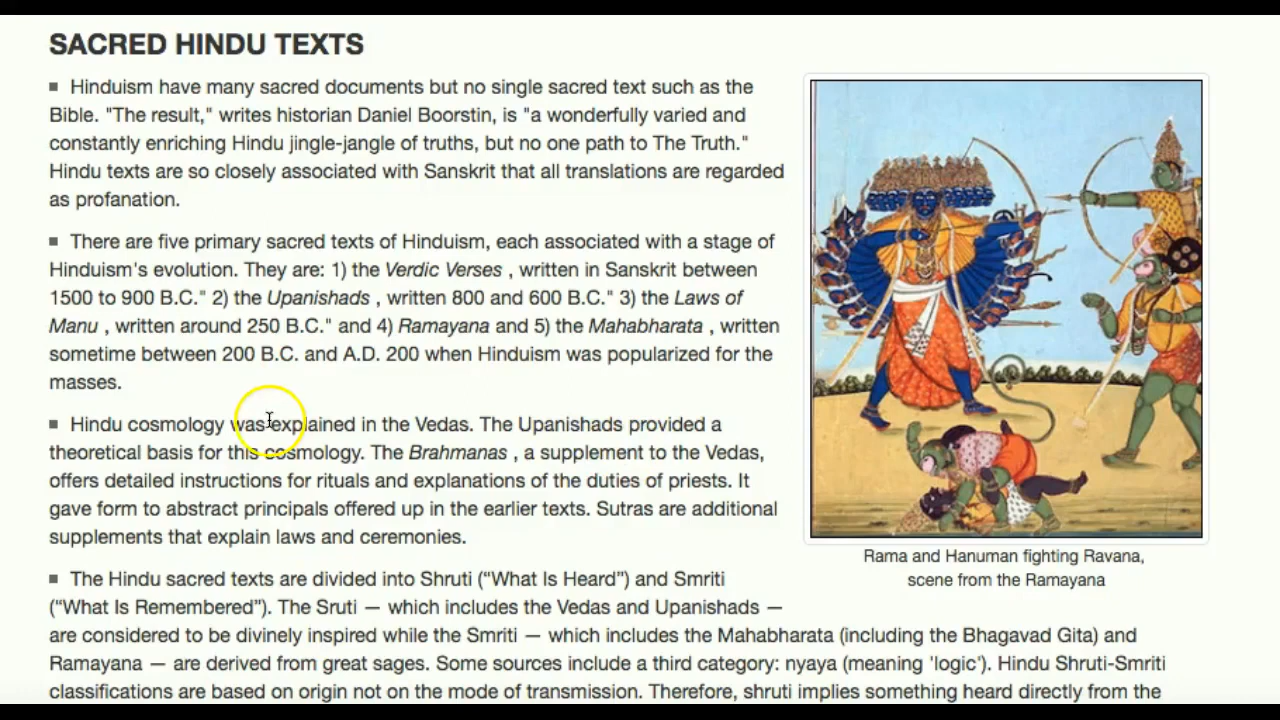 SACRED HINDU TEXTS
▪ Hinduism have many sacred documents but no single sacred text such as the
Bible. "The result," writes historian Daniel Boorstin, is "a wonderfully varied and
constantly enriching Hindu jingle-jangle of truths, but no one path to The Truth."
Hindu texts are so closely associated with Sanskrit that all translations are regarded
as profanation.
▪ There are five primary sacred texts of Hinduism, each associated with a stage of
Hinduism's evolution. They are: 1) the Verdic Verses , written in Sanskrit between
1500 to 900 B.C." 2) the Upanishads , written 800 and 600 B.C." 3) the Laws of
Manu , written around 250 B.C." and 4) Ramayana and 5) the Mahabharata , written
sometime between 200 B.C. and A.D. 200 when Hinduism was popularized for the
masses.
▪ Hindu cosmology was explained in the Vedas. The Upanishads provided a
theoretical basis for this cosmology. The Brahmanas , a supplement to the Vedas,
offers detailed instructions for rituals and explanations of the duties of priests. It
gave form to abstract principals offered up in the earlier texts. Sutras are additional
supplements that explain laws and ceremonies.
▪ The Hindu sacred texts are divided into Shruti (“What Is Heard”) and Smriti
(“What Is Remembered”). The Sruti — which includes the Vedas and Upanishads —
are considered to be divinely inspired while the Smriti — which includes the Mahabharata (including the Bhagavad Gita) and
Ramayana — are derived from great sages. Some sources include a third category: nyaya (meaning 'logic'). Hindu Shruti-Smriti
classifications are based on origin not on the mode of transmission. Therefore, shruti implies something heard directly from the
Rama and Hanuman fighting Ravana,
scene from the Ramayana